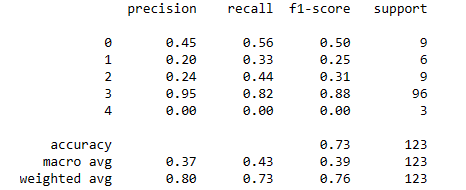 precision recall f1-score support
0 0.45 0.56 0.50 9
1 0.20 0.33 0.25 6
2 0.24 0.44 0.31 9
3 0.95 0.82 0.88 96
4 0.00 0.00 0.00 3
accuracy 0.73 123
macro avg 0.37 0.43 0.39 123
weighted avg 0.80 0.73 0.76 123